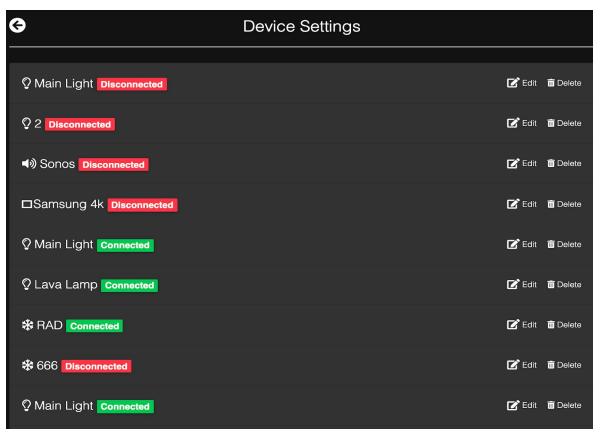 Device Settings
Main Light Disconnected Edit Delete
2 Disconnected Edit Delete
Sonos Disconnected Edit Delete
Samsung 4k Disconnected Edit Delete
Main Light Connected Edit Delete
Lava Lamp Connected Edit Delete
RAD Connected Edit Delete
666 Disconnected Edit Delete
Main Light Connected Edit Delete